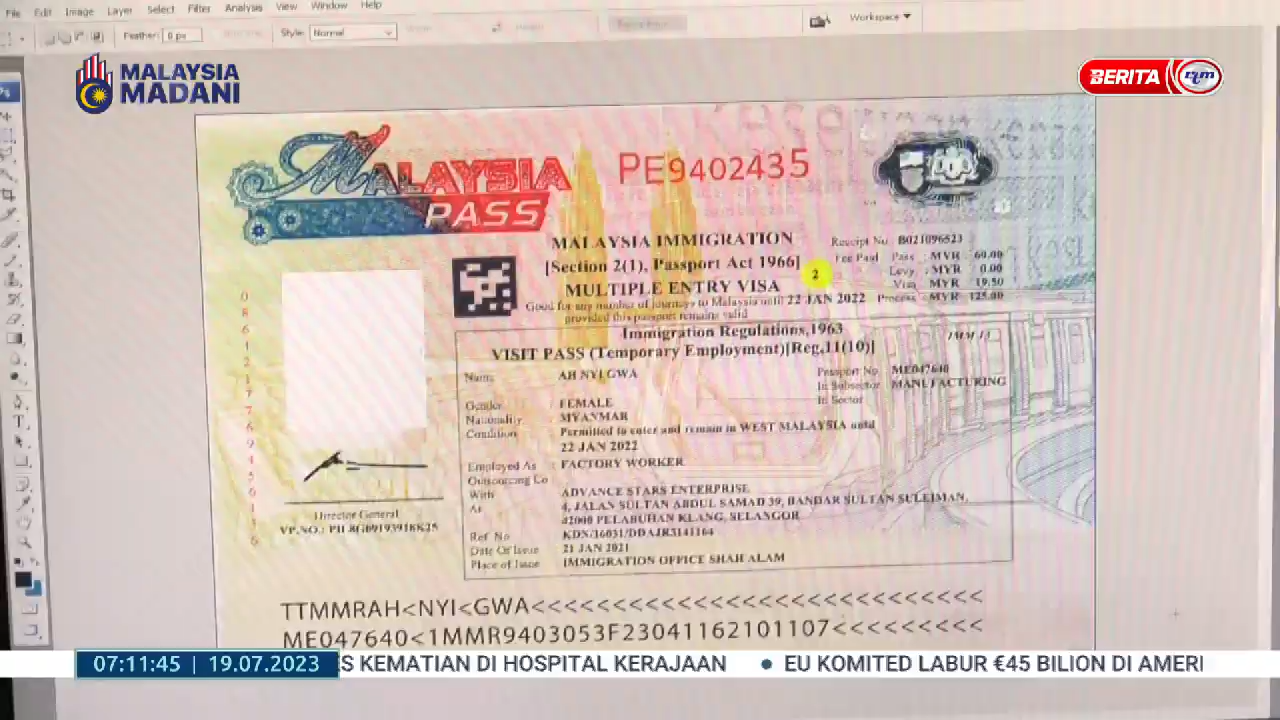 File Edit Image Layer Select Filter Analysis View Window Help
Feather: 0 px Style: Normal
Workspace
MALAYSIA
MADANI
BERITA rtm
MALAYSIA
PASS
PE9402435
MALAYSIA IMMIGRATION
[Section 2(1), Passport Act 1966]
MULTIPLE ENTRY VISA
Good for any number of journeys to Malaysia until 22 JAN 2022
provided this passport remains valid
2
Receipt No B021096523
Fee Paid Pass : MYR 60.00
Levy : MYR 0.00
Visa MYR 19.50
Process : MYR 125.00
Immigration Regulations,1963
VISIT PASS (Temporary Employment)[Reg.11(10)]
Name : AH NYI GWA
Passport No ME047640
In Subsector : MANUFACTURING
In Sector
Gender : FEMALE
Nationality : MYANMAR
Condition Permitted to enter and remain in WEST MALAYSIA until
22 JAN 2022
Employed As : FACTORY WORKER
Outsourcing Co
With ADVANCE STARS ENTERPRISE
At 4, JALAN SULTAN ABDUL SAMAD 39, BANDAR SULTAN SULEIMAN,
42000 PELABUHAN KLANG, SELANGOR
Ref No
Date Of Issue 21 JAN 2021
Place of Issue IMMIGRATION OFFICE SHAH ALAM
Director General
VP.NO.:
TTMMRAH<NYI<GWA<<<<<<<<<<<<<<<<<<<<<<<<<<<<<
ME047640<1MMR9403053F23041162101107<<<<<<<<<
07:11:45 | 19.07.2023 S KEMATIAN DI HOSPITAL KERAJAAN • EU KOMITED LABUR €45 BILION DI AMERI